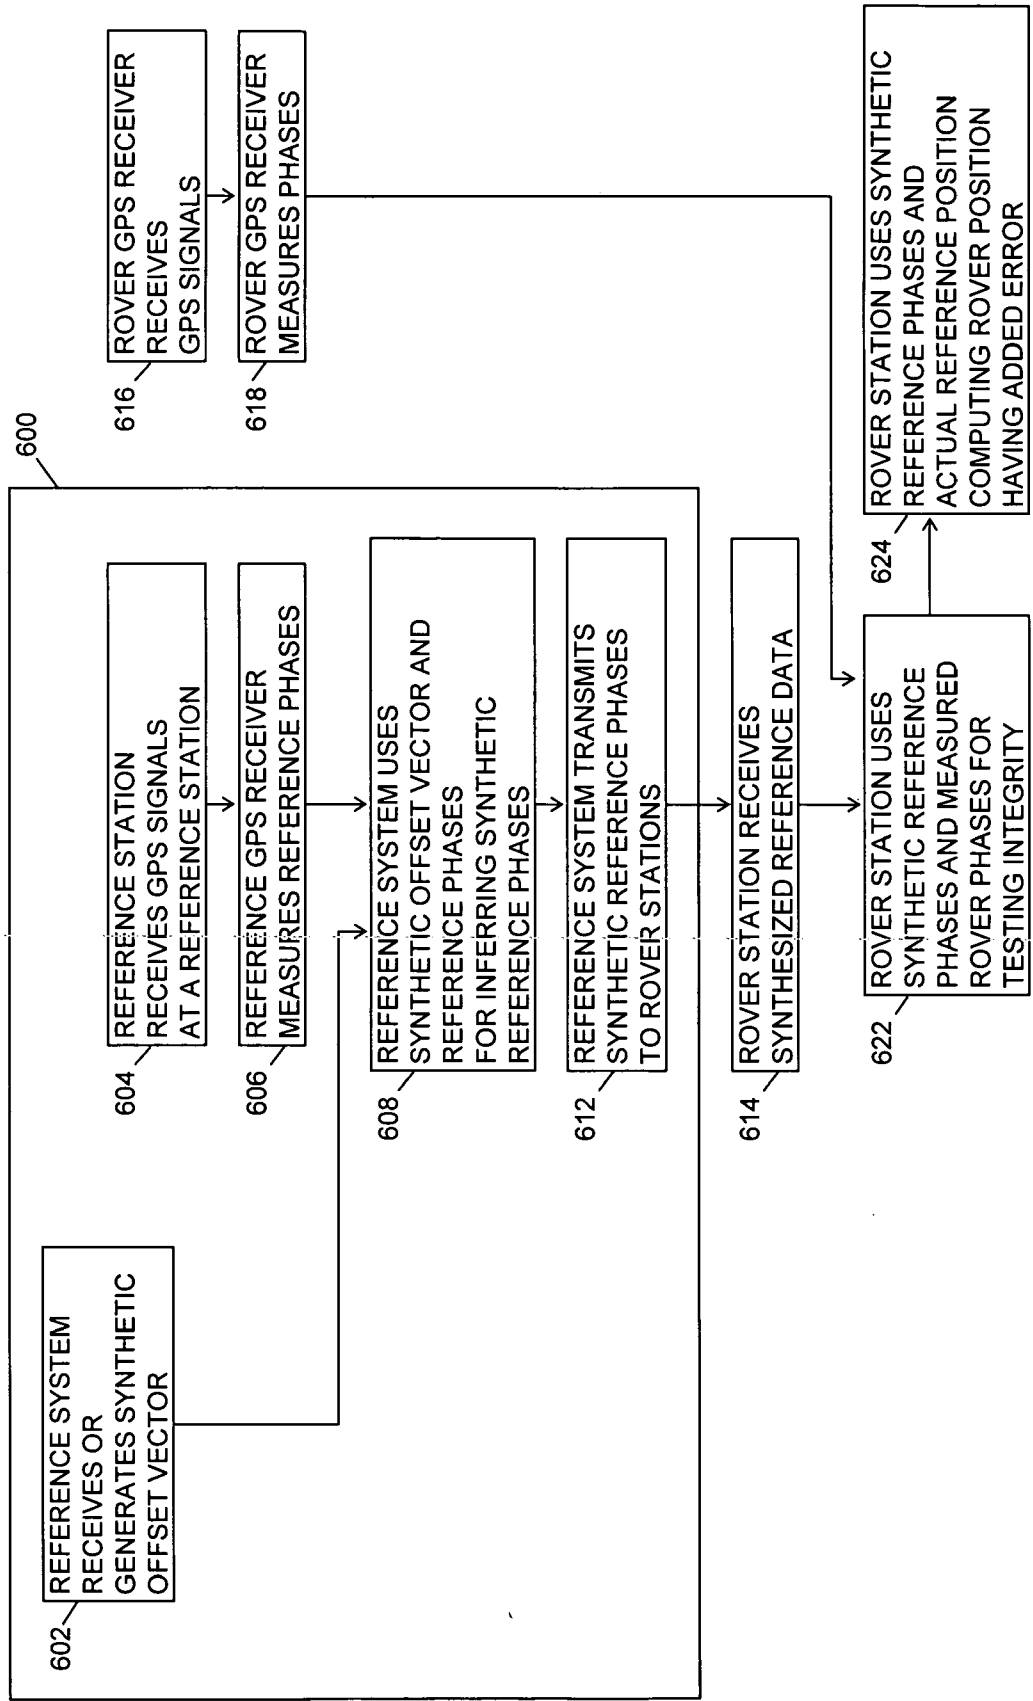 600
602
REFERENCE SYSTEM
RECEIVES OR
GENERATES SYNTHETIC
OFFSET VECTOR
604
REFERENCE STATION
RECEIVES GPS SIGNALS
AT A REFERENCE STATION
606
REFERENCE GPS RECEIVER
MEASURES REFERENCE PHASES
608
REFERENCE SYSTEM USES
SYNTHETIC OFFSET VECTOR AND
REFERENCE PHASES
FOR INFERRING SYNTHETIC
REFERENCE PHASES
612
REFERENCE SYSTEM TRANSMITS
SYNTHETIC REFERENCE PHASES
TO ROVER STATIONS
614
ROVER STATION RECEIVES
SYNTHESIZED REFERENCE DATA
616
ROVER GPS RECEIVER
RECEIVES
GPS SIGNALS
618
ROVER GPS RECEIVER
MEASURES PHASES
622
ROVER STATION USES
SYNTHETIC REFERENCE
PHASES AND MEASURED
ROVER PHASES FOR
TESTING INTEGRITY
624
ROVER STATION USES SYNTHETIC
REFERENCE PHASES AND
ACTUAL REFERENCE POSITION
COMPUTING ROVER POSITION
HAVING ADDED ERROR